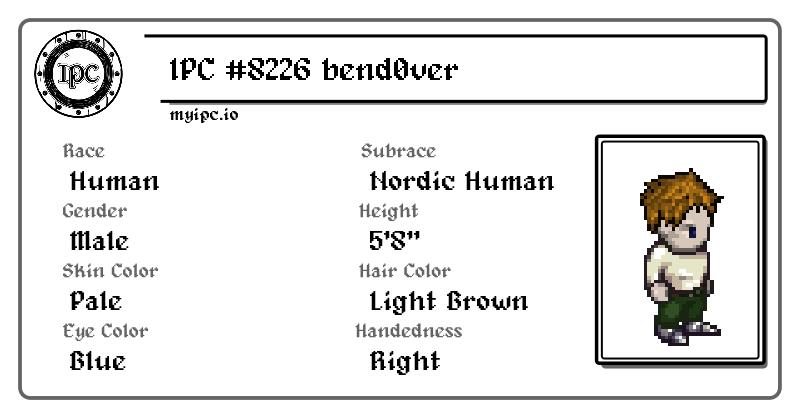 IPC
IPC #8226 bend0ver
myipc.io
Race
Human
Subrace
Nordic Human
Gender
Male
Height
5'8"
Skin Color
Pale
Hair Color
Light Brown
Eye Color
Blue
Handedness
Right